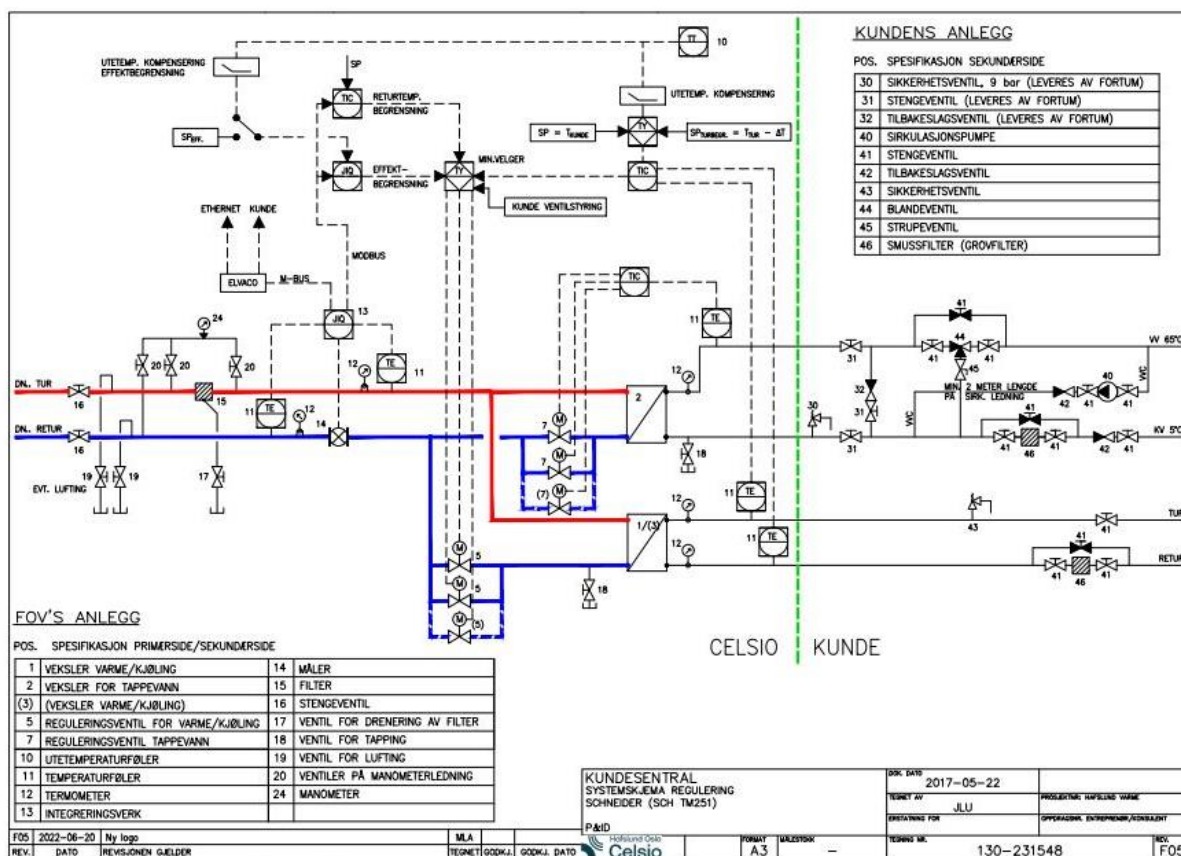 KUNDENS ANLEGG
POS. SPESIFIKASJON SEKUNDÆRSIDE
30 SIKKERHETSVENTIL, 9 bar (LEVERES AV FORTUM)
31 STENGEVENTIL (LEVERES AV FORTUM)
32 TILBAKESLAGSVENTIL (LEVERES AV FORTUM)
40 SIRKULASJONSPUMPE
41 STENGEVENTIL
42 TILBAKESLAGSVENTIL
43 SIKKERHETSVENTIL
44 BLANDEVENTIL
45 STRUPEVENTIL
46 SMUSSFILTER (GROVFILTER)
TT 10
UTETEMP. KOMPENSERING
EFFEKTBEGRENSNING
SP
TIC
RETURTEMP.
BEGRENSNING
UTETEMP. KOMPENSERING
SP = TKUNDE
TY
SPTURBEGR. = TTUR - ΔT
SPEFF.
JIQ
EFFEKT-
BEGRENSNING
MIN.VELGER
TY
TIC
KUNDE VENTILSTYRING
ETHERNET KUNDE
MODBUS
ELVACO
M-BUS
TIC
JIQ 13
24
20 20 20
TE 11
12
11 TE
12
11 TE
12
DN.. TUR
16
15
DN.. RETUR
16
14
19 19
17
EVT. LUFTING
2
7 M
7 M
(7) M
18
30
31
32
31
31
41
44
41 41
45
VV 65°C
MIN. 2 METER LENGDE
PÅ SIRK. LEDNING
VVC
VVC
40
42 41 41
41
41 46 41 42 41
KV 5°C
11 TE
12
1/(3)
12
11 TE
43
41
TUR
41
41 46 41
RETUR
M 5
M 5
M (5)
18
CELSIO KUNDE
FOV'S ANLEGG
POS. SPESIFIKASJON PRIMÆRSIDE/SEKUNDÆRSIDE
1 VEKSLER VARME/KJØLING 14 MÅLER
2 VEKSLER FOR TAPPEVANN 15 FILTER
(3) (VEKSLER VARME/KJØLING) 16 STENGEVENTIL
5 REGULERINGSVENTIL FOR VARME/KJØLING 17 VENTIL FOR DRENERING AV FILTER
7 REGULERINGSVENTIL TAPPEVANN 18 VENTIL FOR TAPPING
10 UTETEMPERATURFØLER 19 VENTIL FOR LUFTING
11 TEMPERATURFØLER 20 VENTILER PÅ MANOMETERLEDNING
12 TERMOMETER 24 MANOMETER
13 INTEGRERINGSVERK
KUNDESENTRAL
SYSTEMSKJEMA REGULERING
SCHNEIDER (SCH TM251)
P&ID
DOK. DATO
2017-05-22
TEGNET AV
JLU
PROSJEKTNR: HAFSLUND VARME
ERSTATNING FOR
OPPDRAGSNR. ENTREPRENØR/KONSULENT
F05 2022-06-20 Ny logo MLA
REV. DATO REVISJONEN GJELDER TEGNET GODKJ. GODKJ. DATO
Hafslund Oslo
Celsio
FORMAT
A3
MÅLESTOKK
-
TEGNING NR.
130-231548
REV.
F05